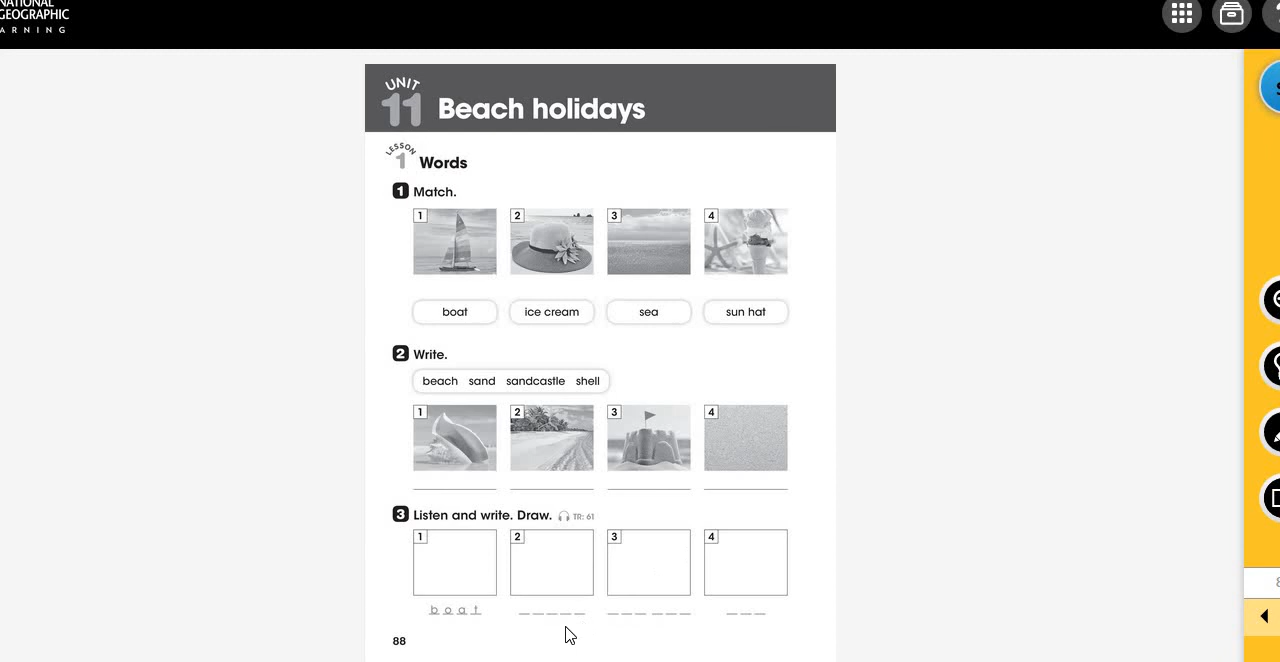 NATIONAL
GEOGRAPHIC
ARNING
UNIT
11 Beach holidays
LESSON
1 Words
1 Match.
1 2 3 4
boat ice cream sea sun hat
2 Write.
beach sand sandcastle shell
1 2 3 4
3 Listen and write. Draw. TR: 61
1 2 3 4
b o a t
88